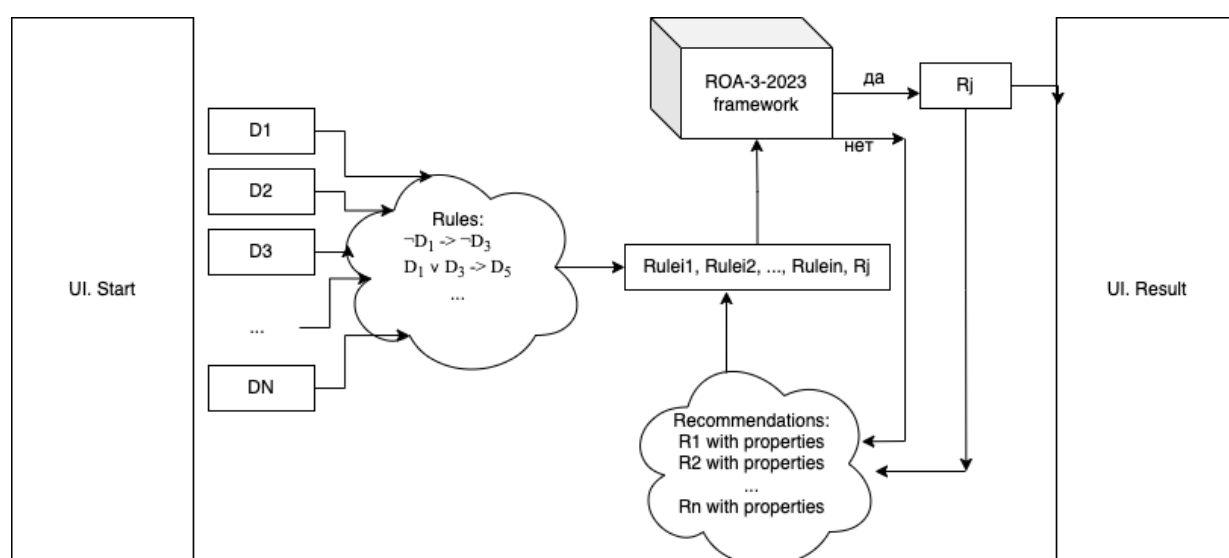 UI. Start
D1
D2
D3
...
DN
Rules:
¬D₁ -> ¬D₃
D₁ ∨ D₃ -> D₅
...
Rulei1, Rulei2, ..., Rulein, Rj
ROA-3-2023
framework
да
нет
Rj
Recommendations:
R1 with properties
R2 with properties
...
Rn with properties
UI. Result